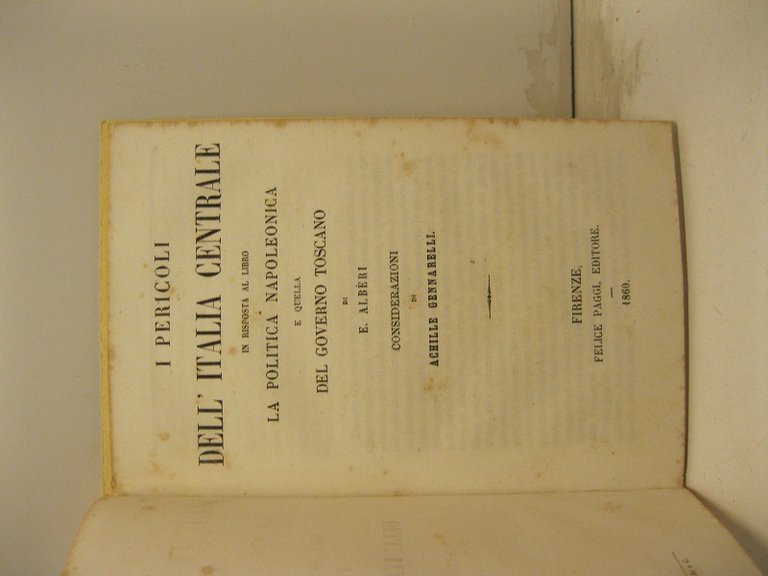 I PERICOLI
DELL' ITALIA CENTRALE
IN RISPOSTA AL LIBRO
LA POLITICA NAPOLEONICA
E QUELLA
DEL GOVERNO TOSCANO
DI
E. ALBÈRI
CONSIDERAZIONI
DI
ACHILLE GENNARELLI.
FIRENZE,
FELICE PAGGI, EDITORE.
1860.